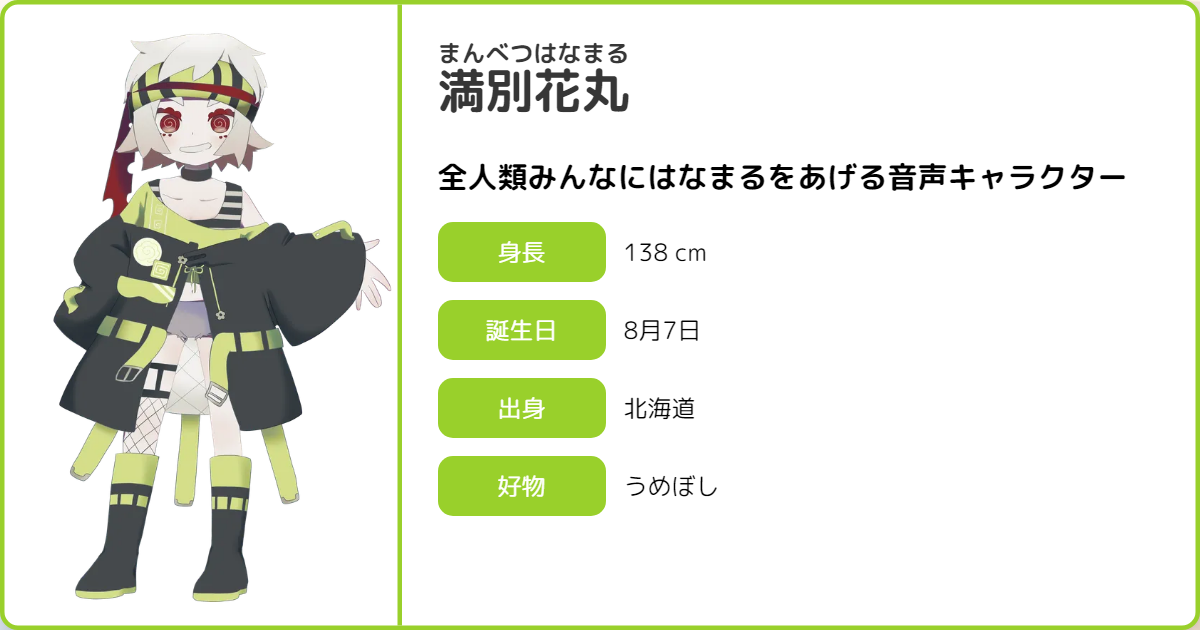 まんべつはなまる
満別花丸
全人類みんなにはなまるをあげる音声キャラクター
身長 138 cm
誕生日 8月7日
出身 北海道
好物 うめぼし